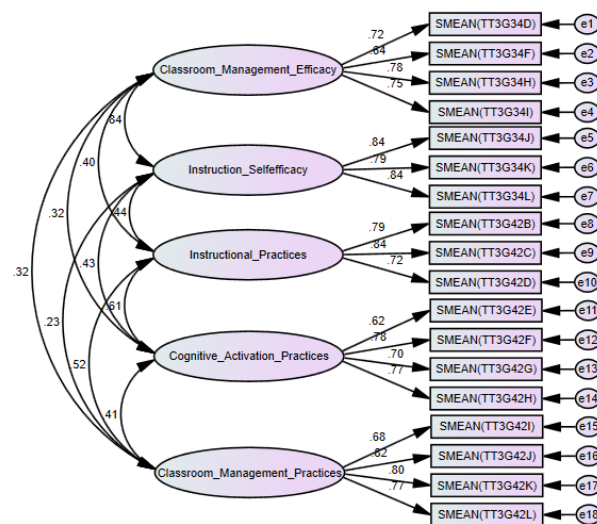 .72
SMEAN(TT3G34D)
e1
.84
SMEAN(TT3G34F)
e2
Classroom_Management_Efficacy
.78
SMEAN(TT3G34H)
e3
.75
SMEAN(TT3G34I)
e4
.84
.84
SMEAN(TT3G34J)
e5
.40
Instruction_Selfefficacy
.79
SMEAN(TT3G34K)
e6
.84
SMEAN(TT3G34L)
e7
.32
.44
.79
SMEAN(TT3G42B)
e8
Instructional_Practices
.84
SMEAN(TT3G42C)
e9
.43
.72
SMEAN(TT3G42D)
e10
.32
.61
.62
SMEAN(TT3G42E)
e11
.23
.78
SMEAN(TT3G42F)
e12
Cognitive_Activation_Practices
.70
SMEAN(TT3G42G)
e13
.52
.77
SMEAN(TT3G42H)
e14
.41
.68
SMEAN(TT3G42I)
e15
.82
SMEAN(TT3G42J)
e16
Classroom_Management_Practices
.80
SMEAN(TT3G42K)
e17
.77
SMEAN(TT3G42L)
e18